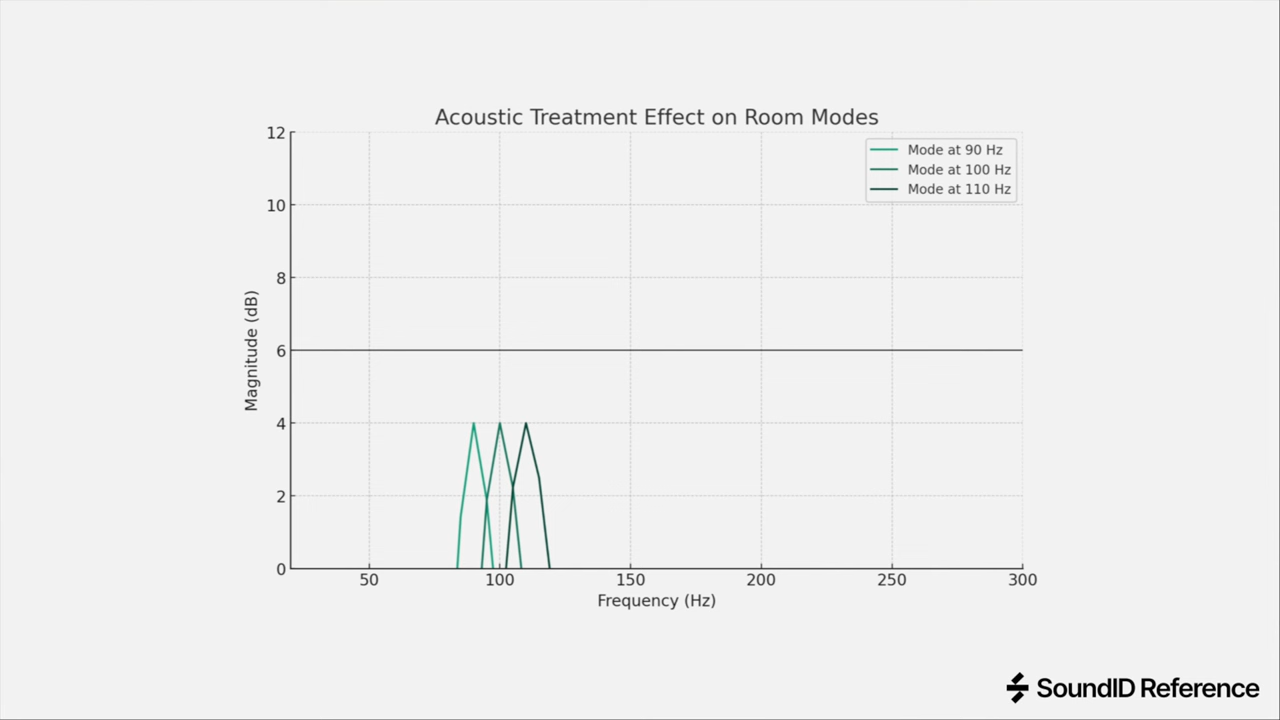 Acoustic Treatment Effect on Room Modes
12
10
8
6
4
2
0
Magnitude (dB)
Mode at 90 Hz
Mode at 100 Hz
Mode at 110 Hz
50 100 150 200 250 300
Frequency (Hz)
SoundID Reference